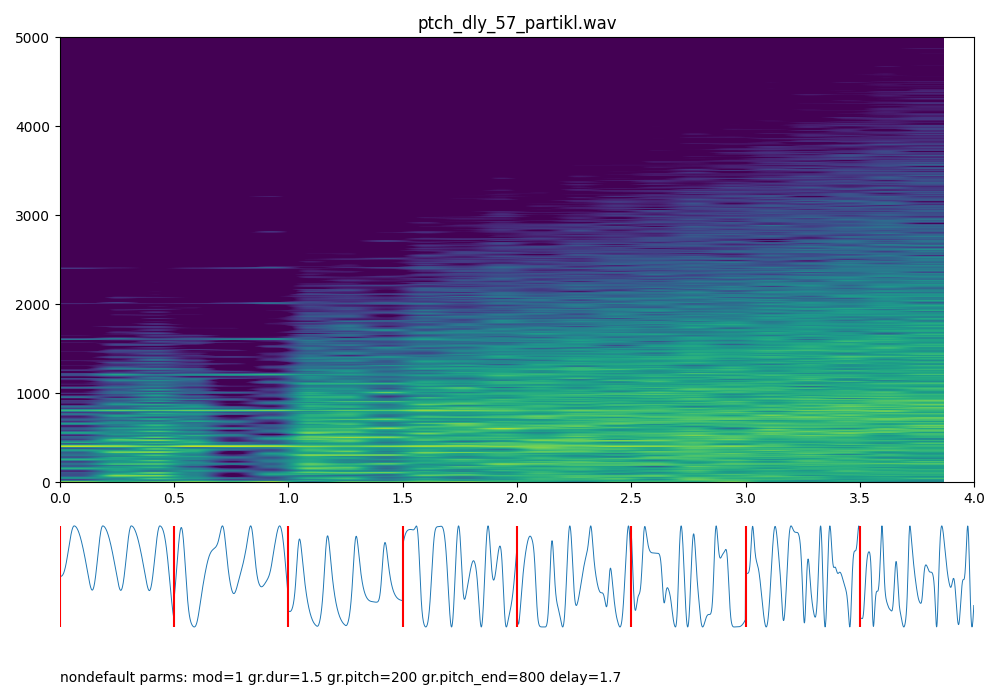 ptch_dly_57_partikl.wav
5000
4000
3000
2000
1000
0
0.0 0.5 1.0 1.5 2.0 2.5 3.0 3.5 4.0
nondefault parms: mod=1 gr.dur=1.5 gr.pitch=200 gr.pitch_end=800 delay=1.7